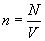 n = N/V